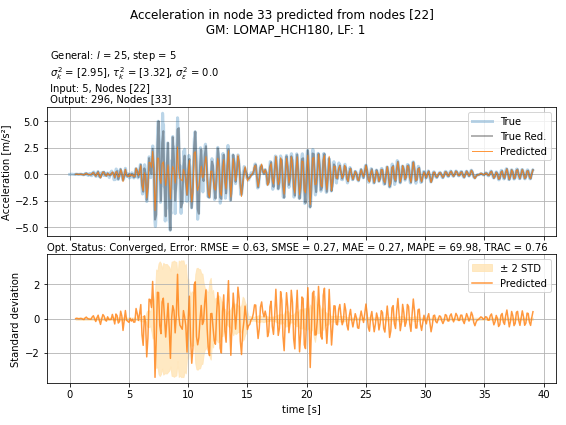 Acceleration in node 33 predicted from nodes [22]
GM: LOMAP_HCH180, LF: 1
General: l = 25, step = 5
σ²ₖ = [2.95], τ²ₖ = [3.32], σ²ε = 0.0
Input: 5, Nodes [22]
Output: 296, Nodes [33]
Acceleration [m/s²]
5.0
2.5
0.0
−2.5
−5.0
True
True Red.
Predicted
Opt. Status: Converged, Error: RMSE = 0.63, SMSE = 0.27, MAE = 0.27, MAPE = 69.98, TRAC = 0.76
Standard deviation
2
0
−2
± 2 STD
Predicted
0 5 10 15 20 25 30 35 40
time [s]